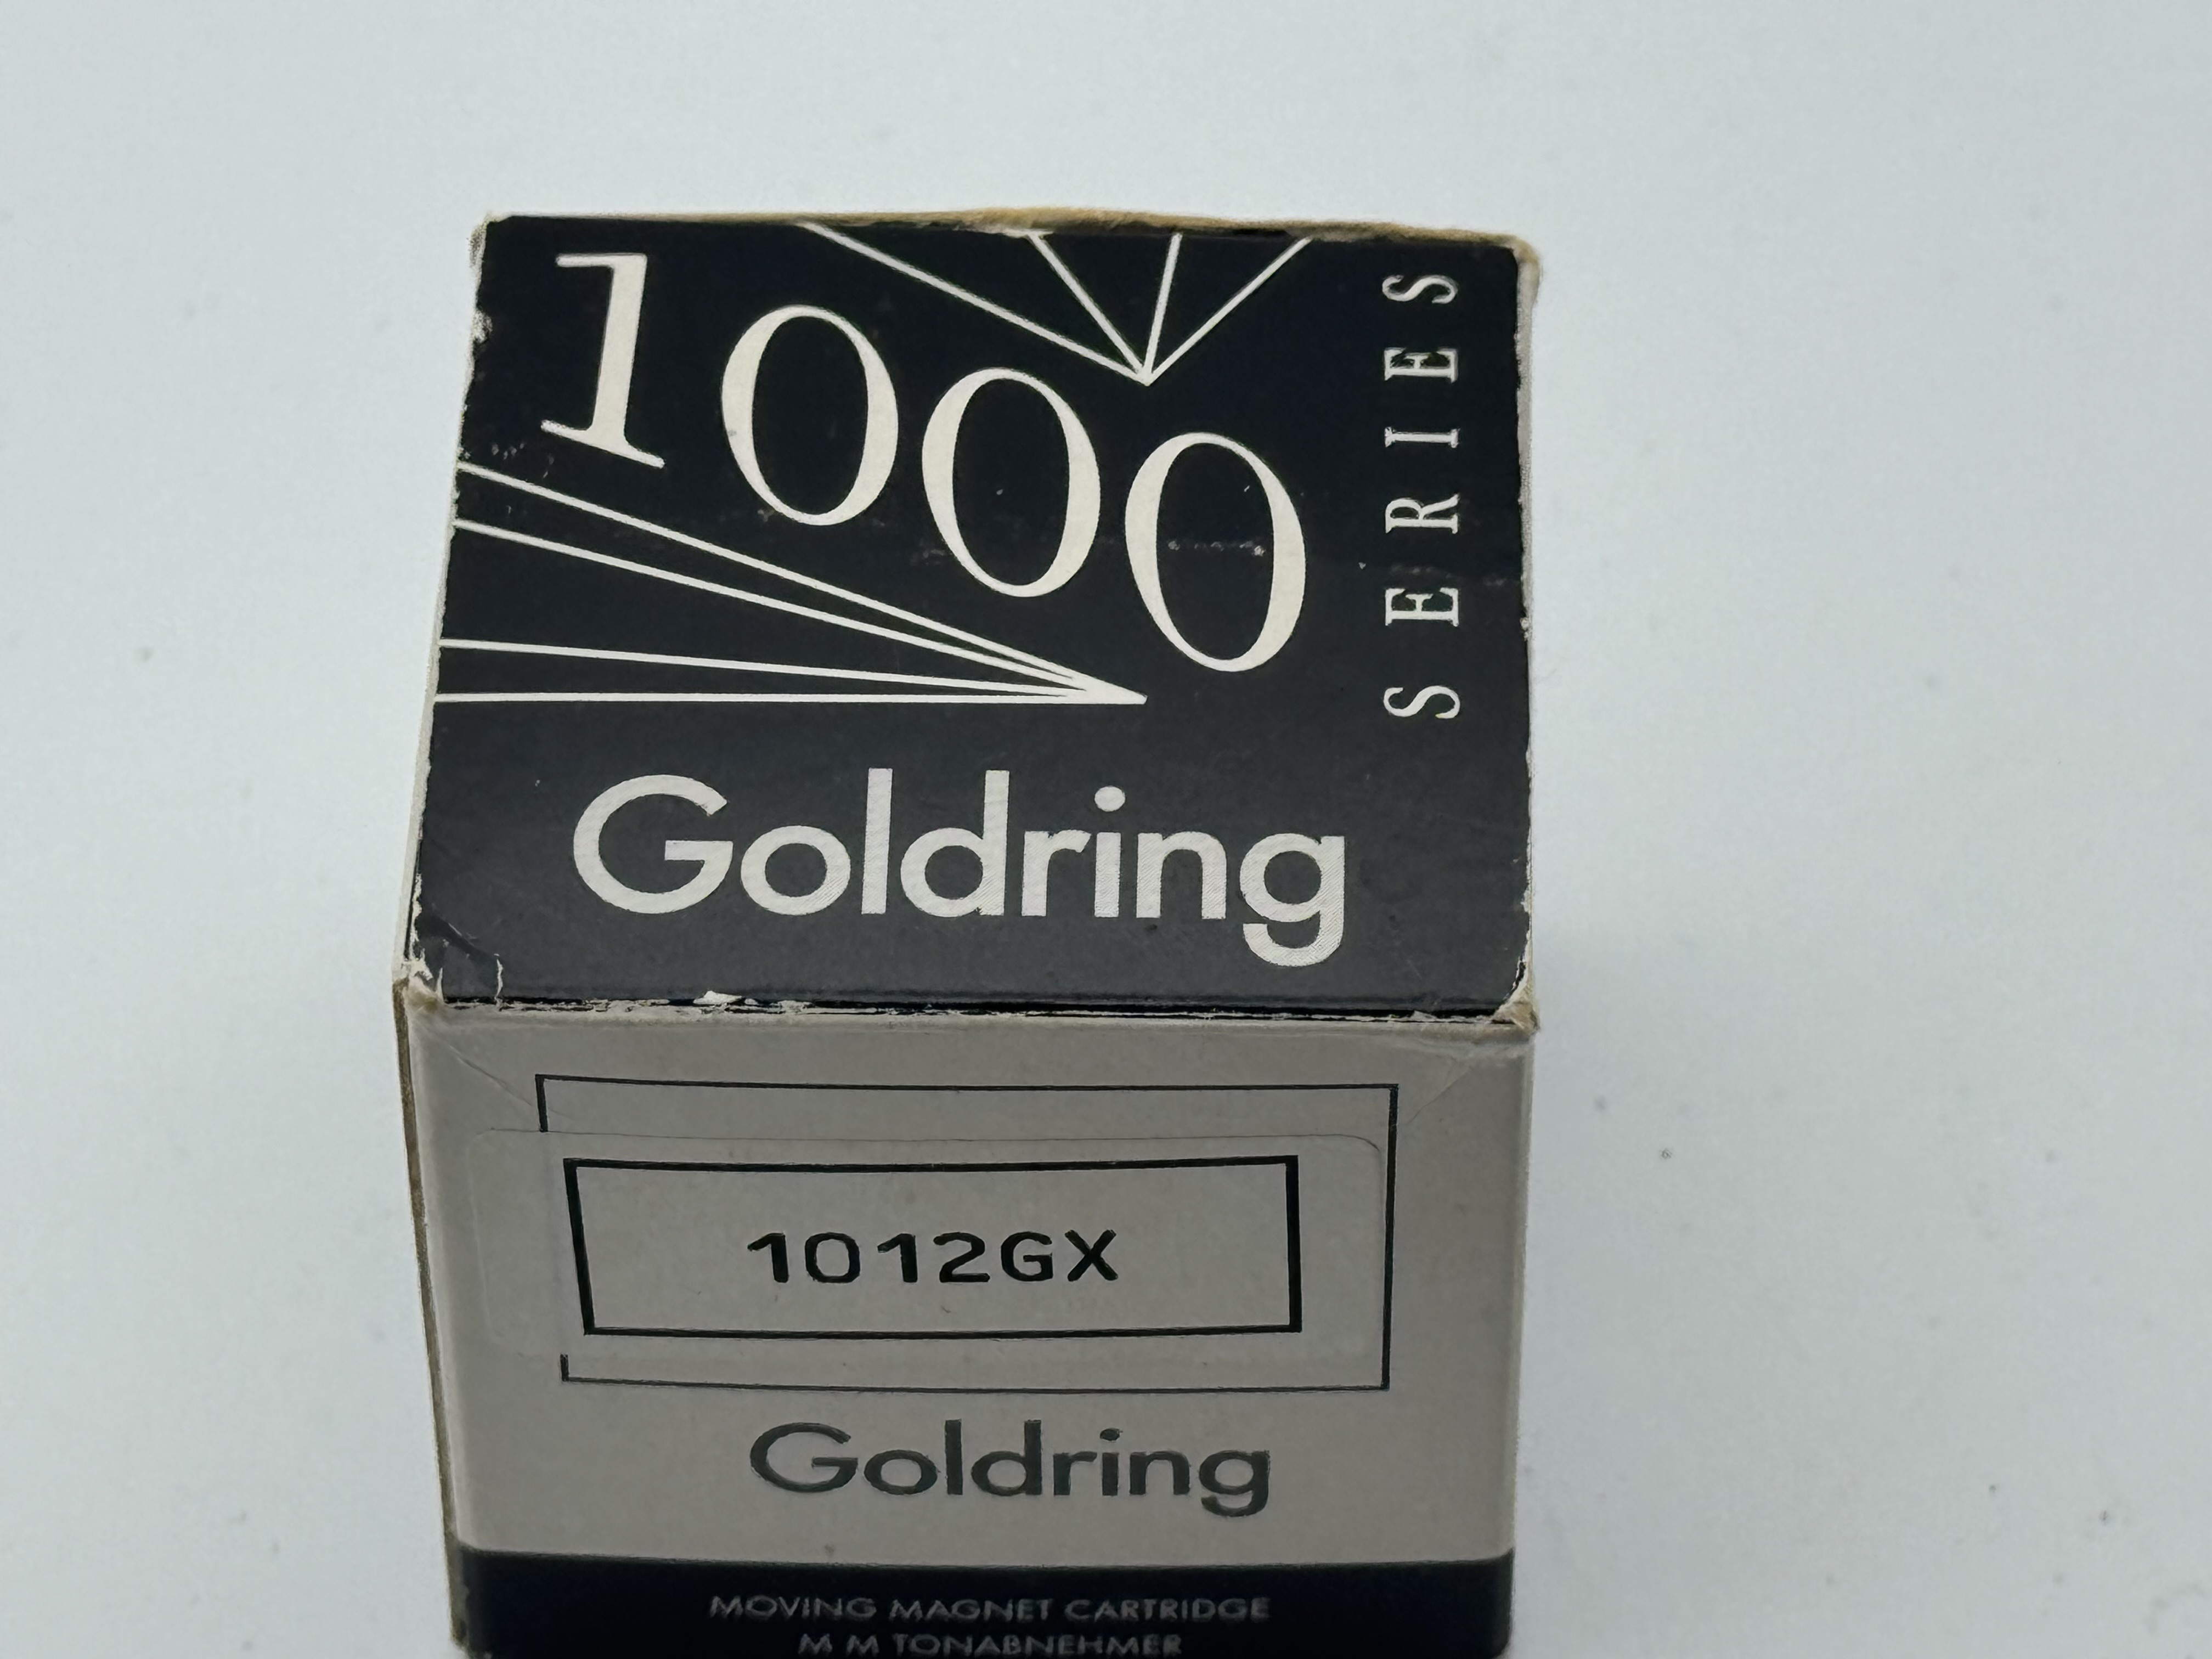 1000
SERIES
Goldring
1012GX
Goldring
MOVING MAGNET CARTRIDGE
M M TONABNEHMER